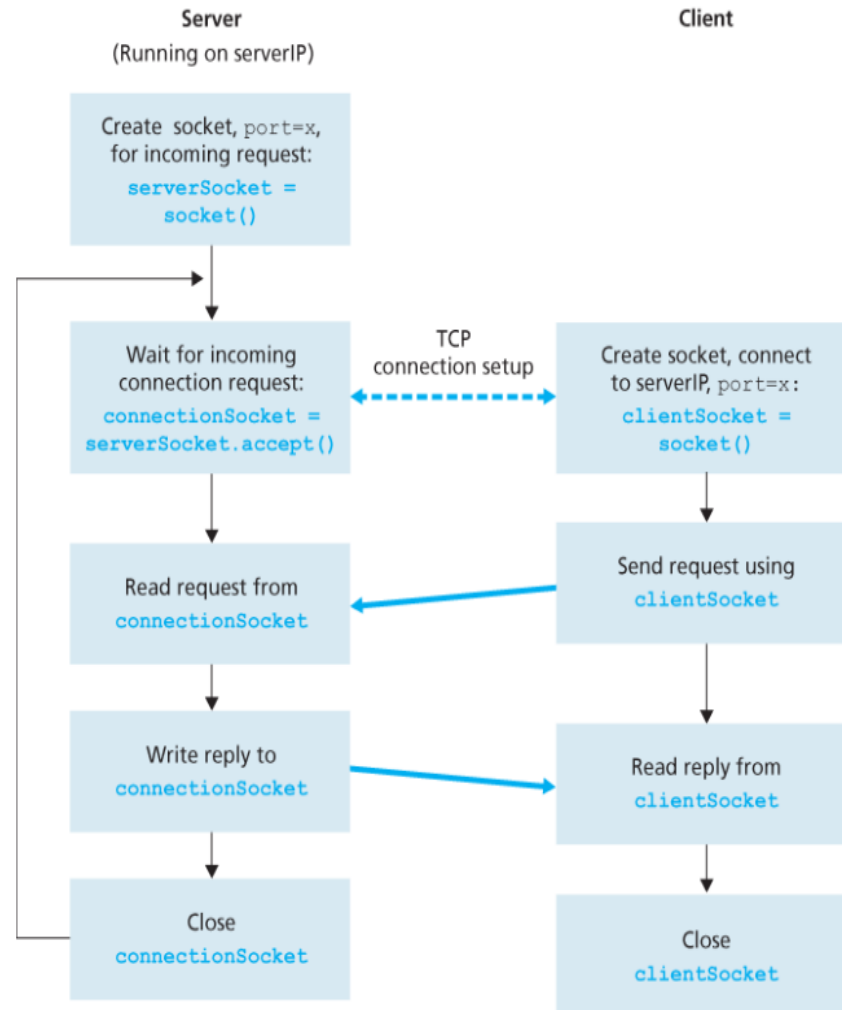 Server
(Running on serverIP)
Create socket, port=x,
for incoming request:
serverSocket =
socket()
Wait for incoming
connection request:
connectionSocket =
serverSocket.accept()
Read request from
connectionSocket
Write reply to
connectionSocket
Close
connectionSocket
TCP
connection setup
Client
Create socket, connect
to serverIP, port=x:
clientSocket =
socket()
Send request using
clientSocket
Read reply from
clientSocket
Close
clientSocket